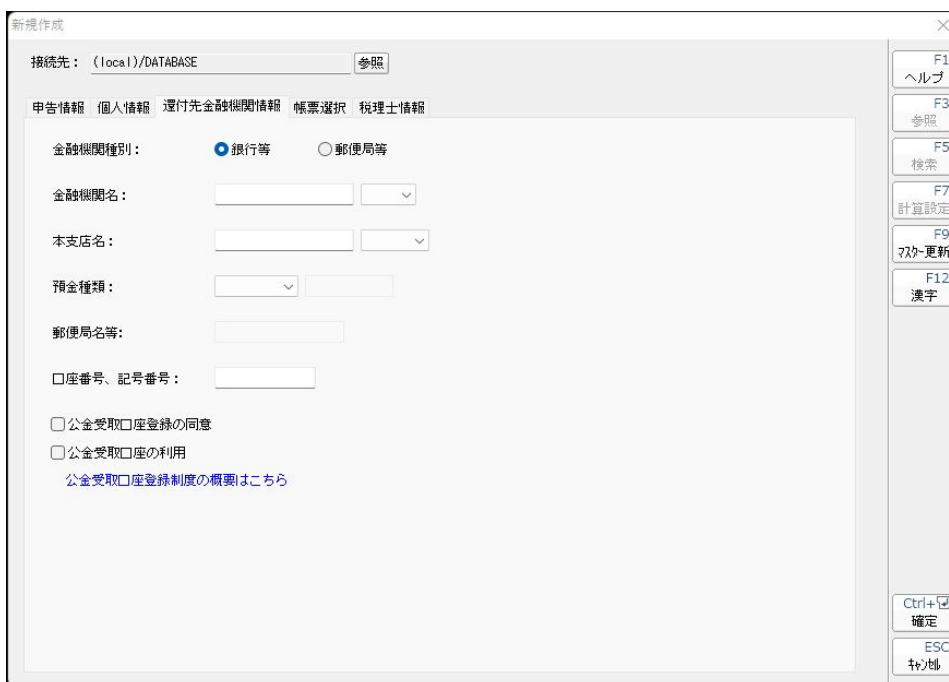 新規作成
接続先： (local)/DATABASE 参照
申告情報 個人情報 還付先金融機関情報 帳票選択 税理士情報
金融機関種別： 銀行等 郵便局等
金融機関名：
本支店名：
預金種類：
郵便局名等:
口座番号、記号番号：
公金受取口座登録の同意
公金受取口座の利用
公金受取口座登録制度の概要はこちら
F1
ヘルプ
F3
参照
F5
検索
F7
計算設定
F9
ﾏｽﾀｰ更新
F12
漢字
Ctrl+
確定
ESC
ｷｬﾝｾﾙ